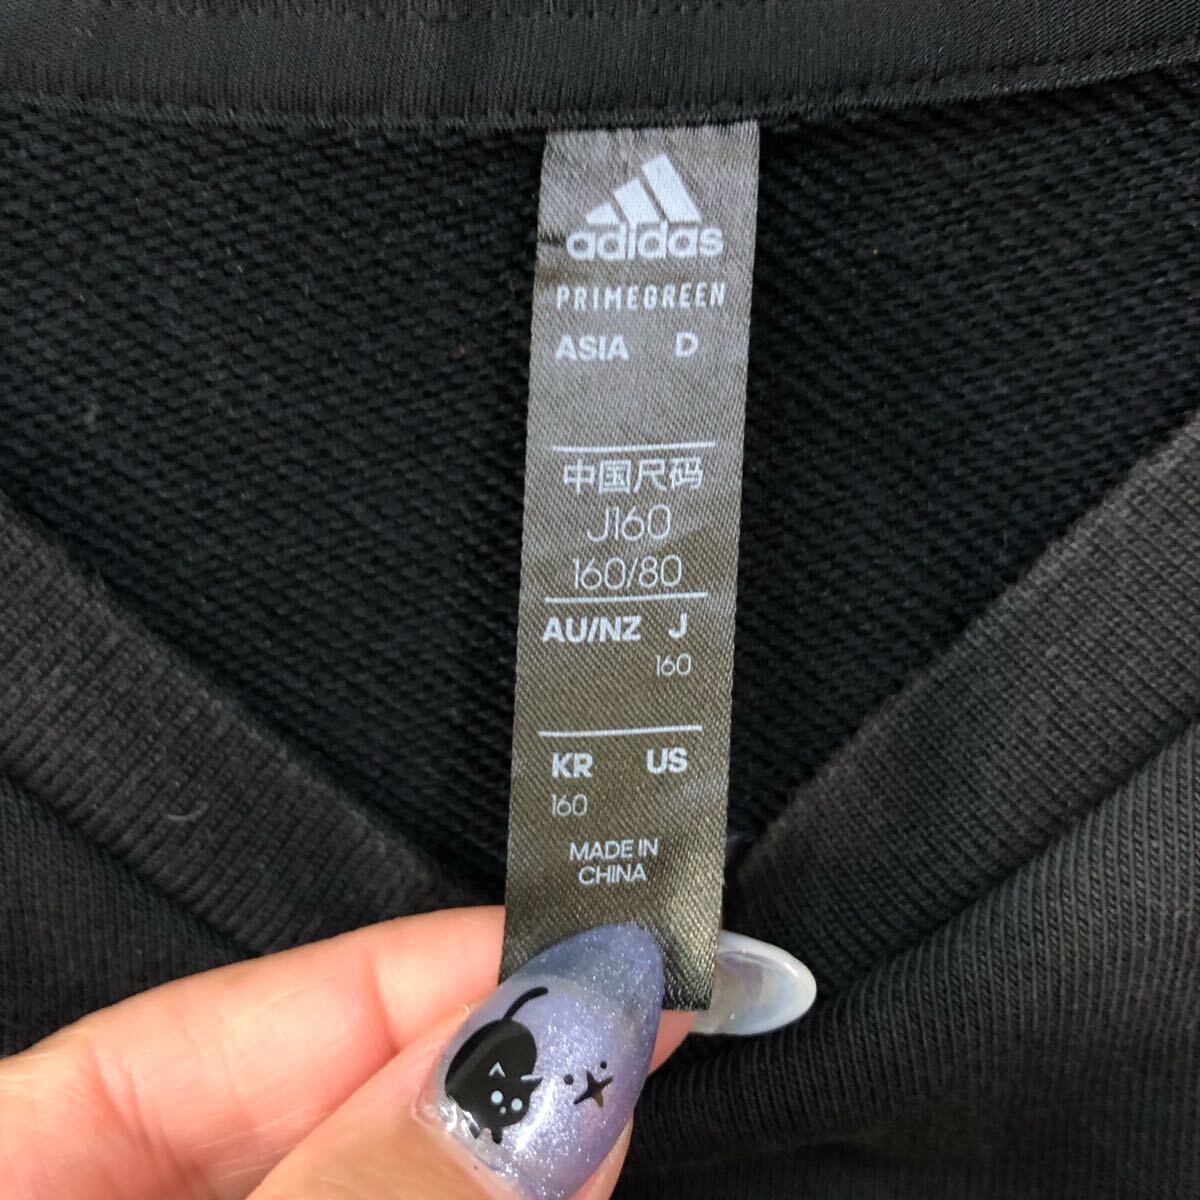 adidas
PRIMEGREEN
ASIA D
中国尺码
J160
160/80
AU/NZ J
160
KR US
160
MADE IN
CHINA